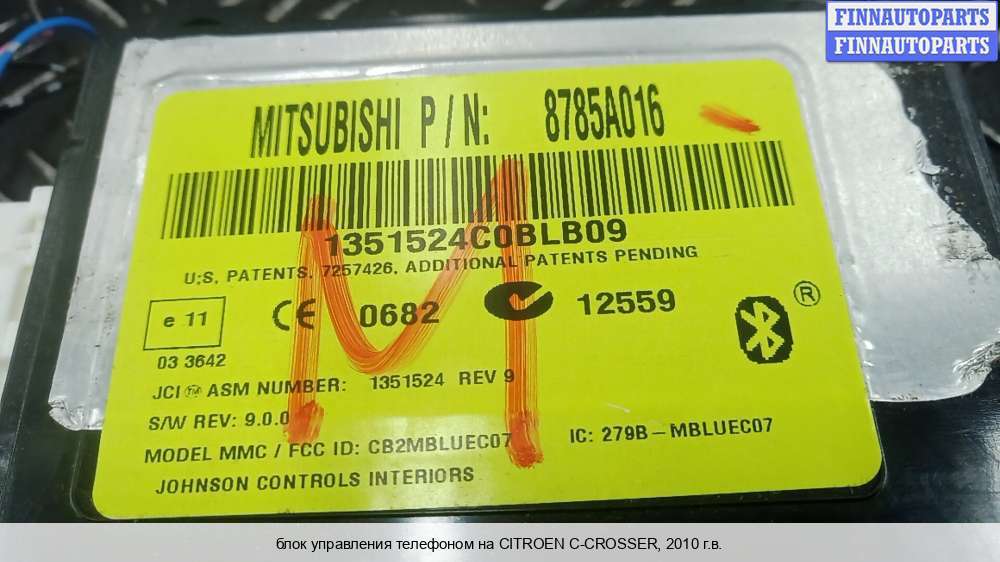 FINNAUTOPARTS
FINNAUTOPARTS
MITSUBISHI P/N: 8785A016
1351524C0BLB09
U;S, PATENTS, 7257426, ADDITIONAL PATENTS PENDING
e 11 CE 0682 12559 ®
03 3642
JCI™ ASM NUMBER: 1351524 REV 9
S/W REV: 9.0.0
MODEL MMC / FCC ID: CB2MBLUEC07 IC: 279B-MBLUEC07
JOHNSON CONTROLS INTERIORS
M
блок управления телефоном на CITROEN C-CROSSER, 2010 г.в.